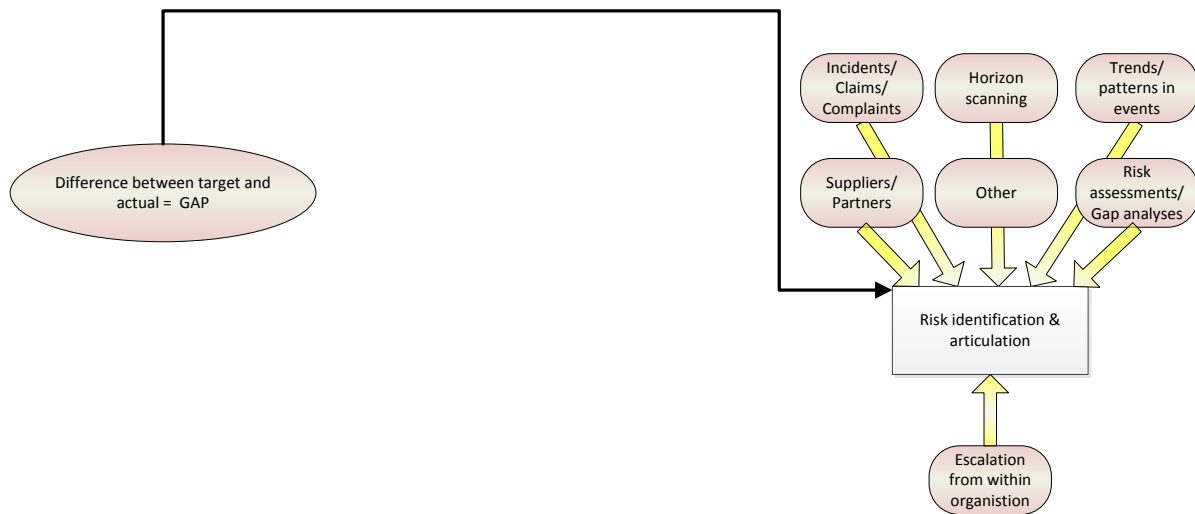 Incidents/
Claims/
Complaints
Horizon
scanning
Trends/
patterns in
events
Difference between target and
actual =  GAP
Suppliers/
Partners
Other
Risk
assessments/
Gap analyses
Risk identification &
articulation
Escalation
from within
organistion